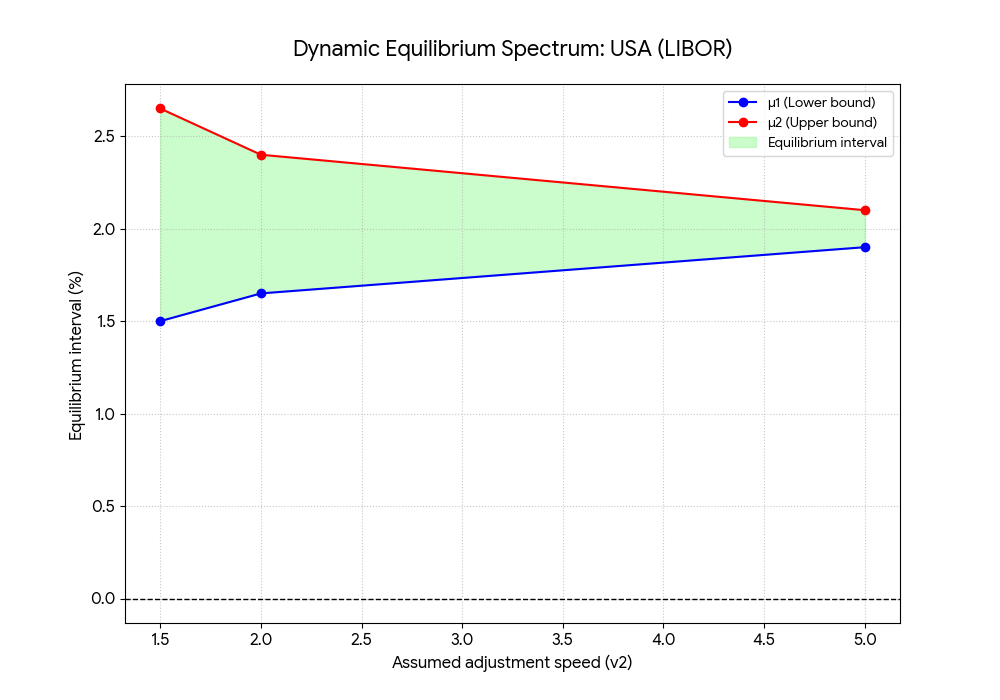 Dynamic Equilibrium Spectrum: USA (LIBOR)
μ1 (Lower bound)
μ2 (Upper bound)
Equilibrium interval
Equilibrium interval (%)
2.5
2.0
1.5
1.0
0.5
0.0
1.5 2.0 2.5 3.0 3.5 4.0 4.5 5.0
Assumed adjustment speed (v2)